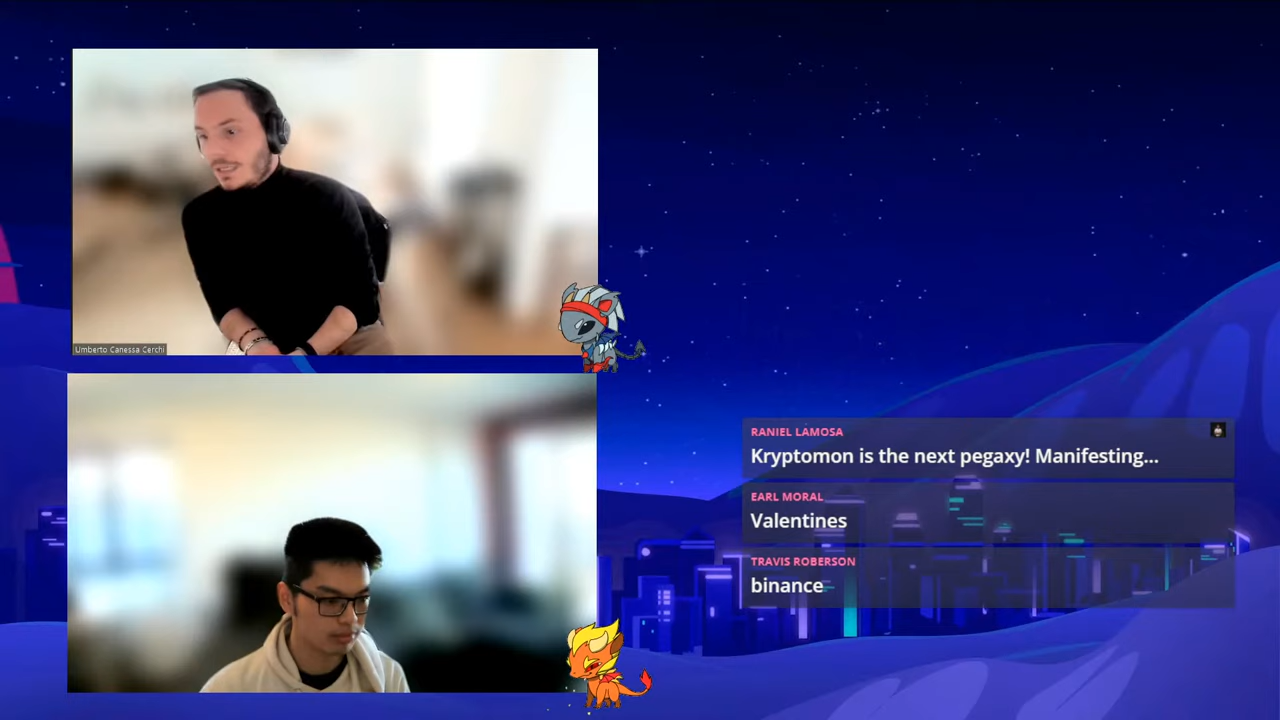 Umberto Canessa Cerchi
RANIEL LAMOSA
Kryptomon is the next pegaxy! Manifesting...
EARL MORAL
Valentines
TRAVIS ROBERSON
binance